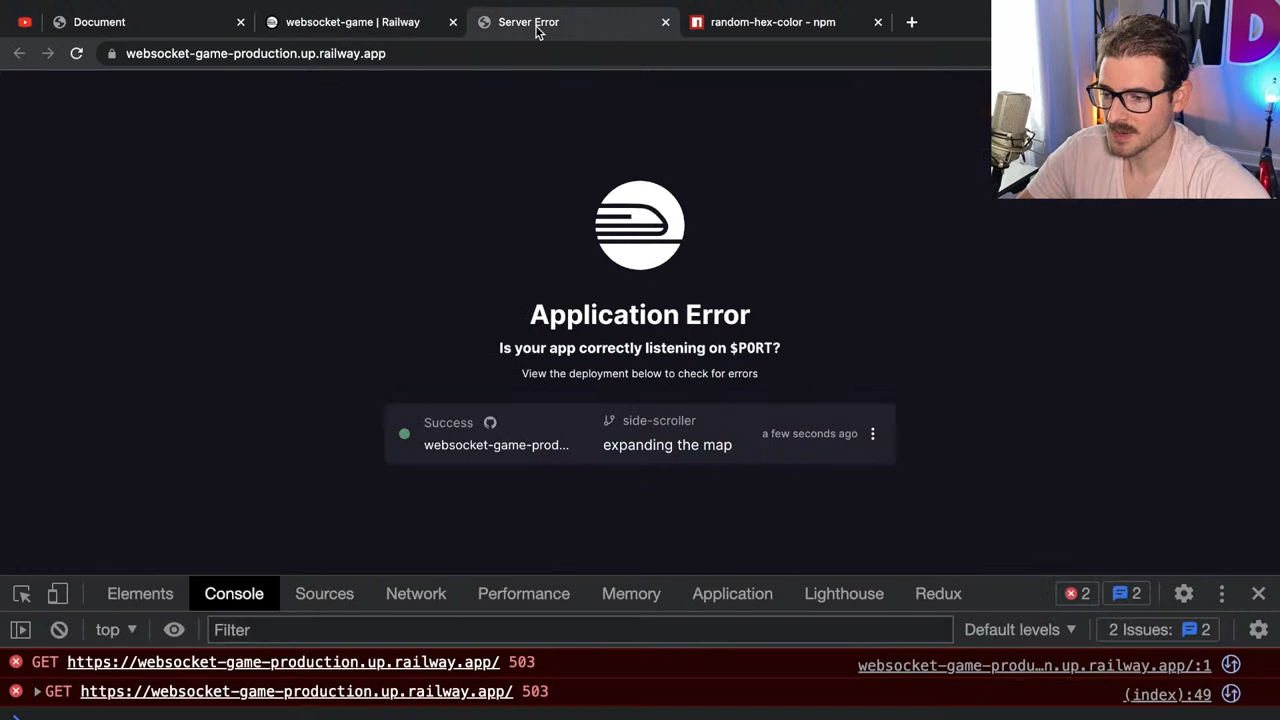 Document
websocket-game | Railway
Server Error
random-hex-color - npm
websocket-game-production.up.railway.app
Application Error
Is your app correctly listening on $PORT?
View the deployment below to check for errors
Success
side-scroller
websocket-game-prod...
expanding the map
a few seconds ago
Elements
Console
Sources
Network
Performance
Memory
Application
Lighthouse
Redux
2
2
top
Filter
Default levels
2 Issues:
2
GET https://websocket-game-production.up.railway.app/ 503
websocket-game-produ…n.up.railway.app/:1
GET https://websocket-game-production.up.railway.app/ 503
(index):49